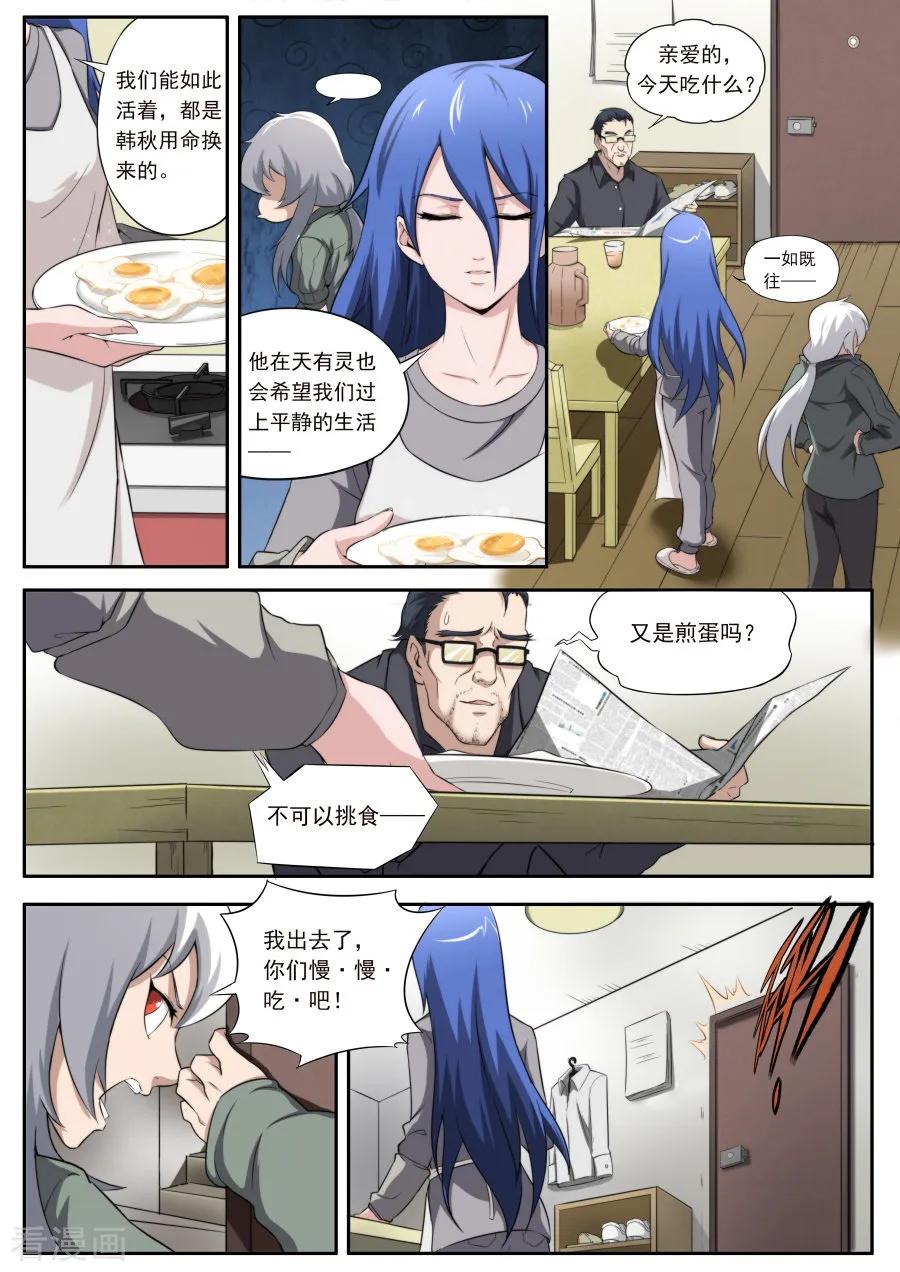 我们能如此
活着，都是
韩秋用命换
来的。
他在天有灵也
会希望我们过
上平静的生活
——
亲爱的，
今天吃什么？
一如既
往——
又是煎蛋吗？
不可以挑食——
我出去了，
你们慢·慢·
吃·吧！
看漫画